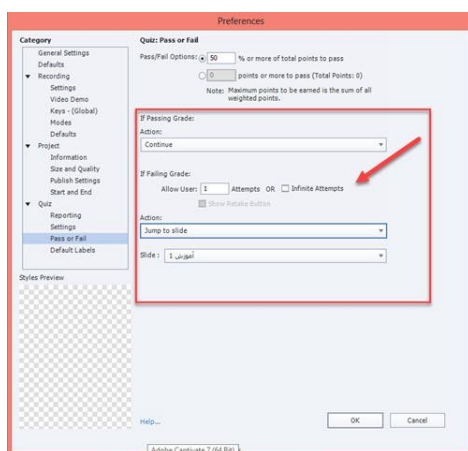 Preferences
Category
General Settings
Defaults
Recording
Settings
Video Demo
Keys - (Global)
Modes
Defaults
Project
Information
Size and Quality
Publish Settings
Start and End
Quiz
Reporting
Settings
Pass or Fail
Default Labels
Styles Preview
Quiz: Pass or Fail
Pass/Fail Options: 50 % or more of total points to pass
0 points or more to pass (Total Points: 0)
Note: Maximum points to be earned is the sum of all
weighted points.
If Passing Grade:
Action:
Continue
If Failing Grade:
Allow User: 1 Attempts OR Infinite Attempts
Show Retake Button
Action:
Jump to slide
Slide : 1 آموزش
Help...
OK Cancel
Adobe Captivate 7 (64 Bit)